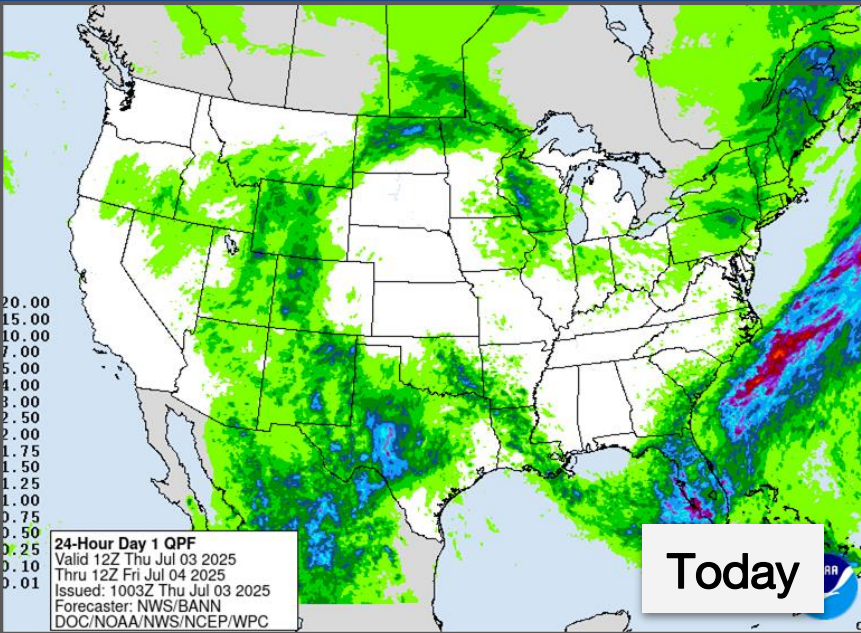 20.00
15.00
10.00
7.00
5.00
4.00
3.00
2.50
2.00
1.75
1.50
1.25
1.00
0.75
0.50
0.25
0.10
0.01
24-Hour Day 1 QPF
Valid 12Z Thu Jul 03 2025
Thru 12Z Fri Jul 04 2025
Issued: 1003Z Thu Jul 03 2025
Forecaster: NWS/BANN
DOC/NOAA/NWS/NCEP/WPC
Today